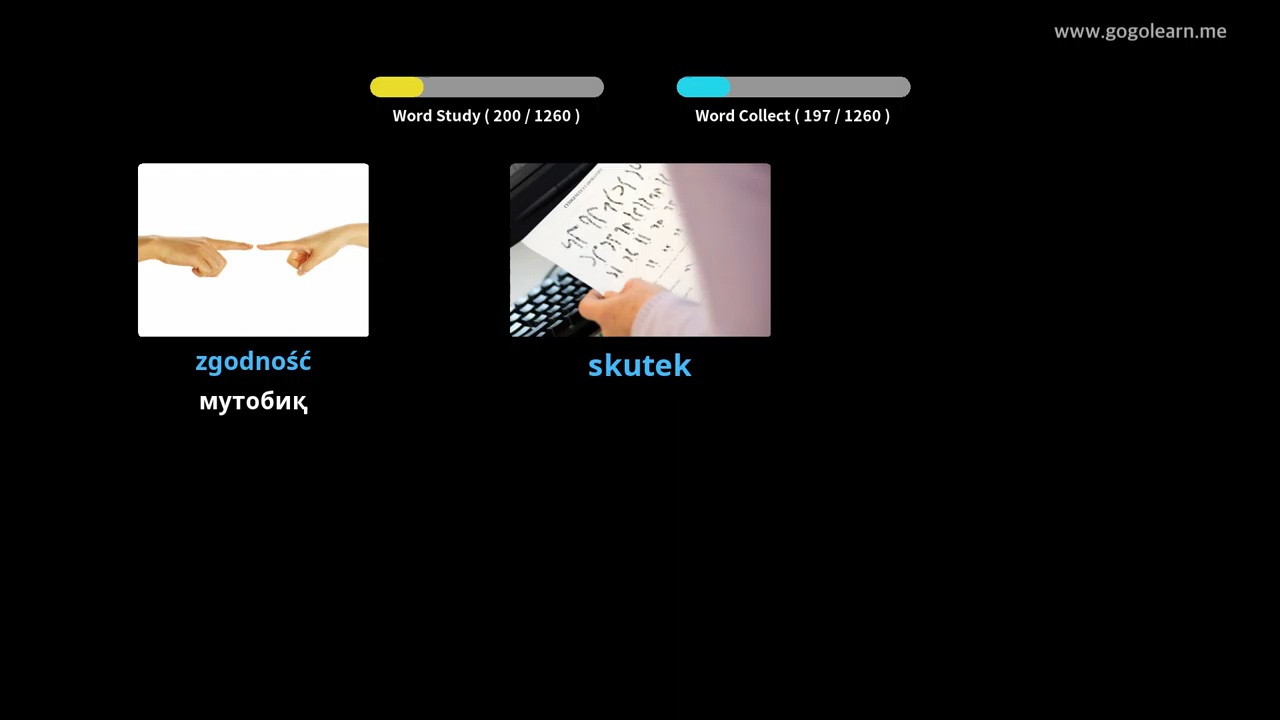 www.gogolearn.me
Word Study ( 200 / 1260 )
Word Collect ( 197 / 1260 )
zgodność
мутобиқ
skutek